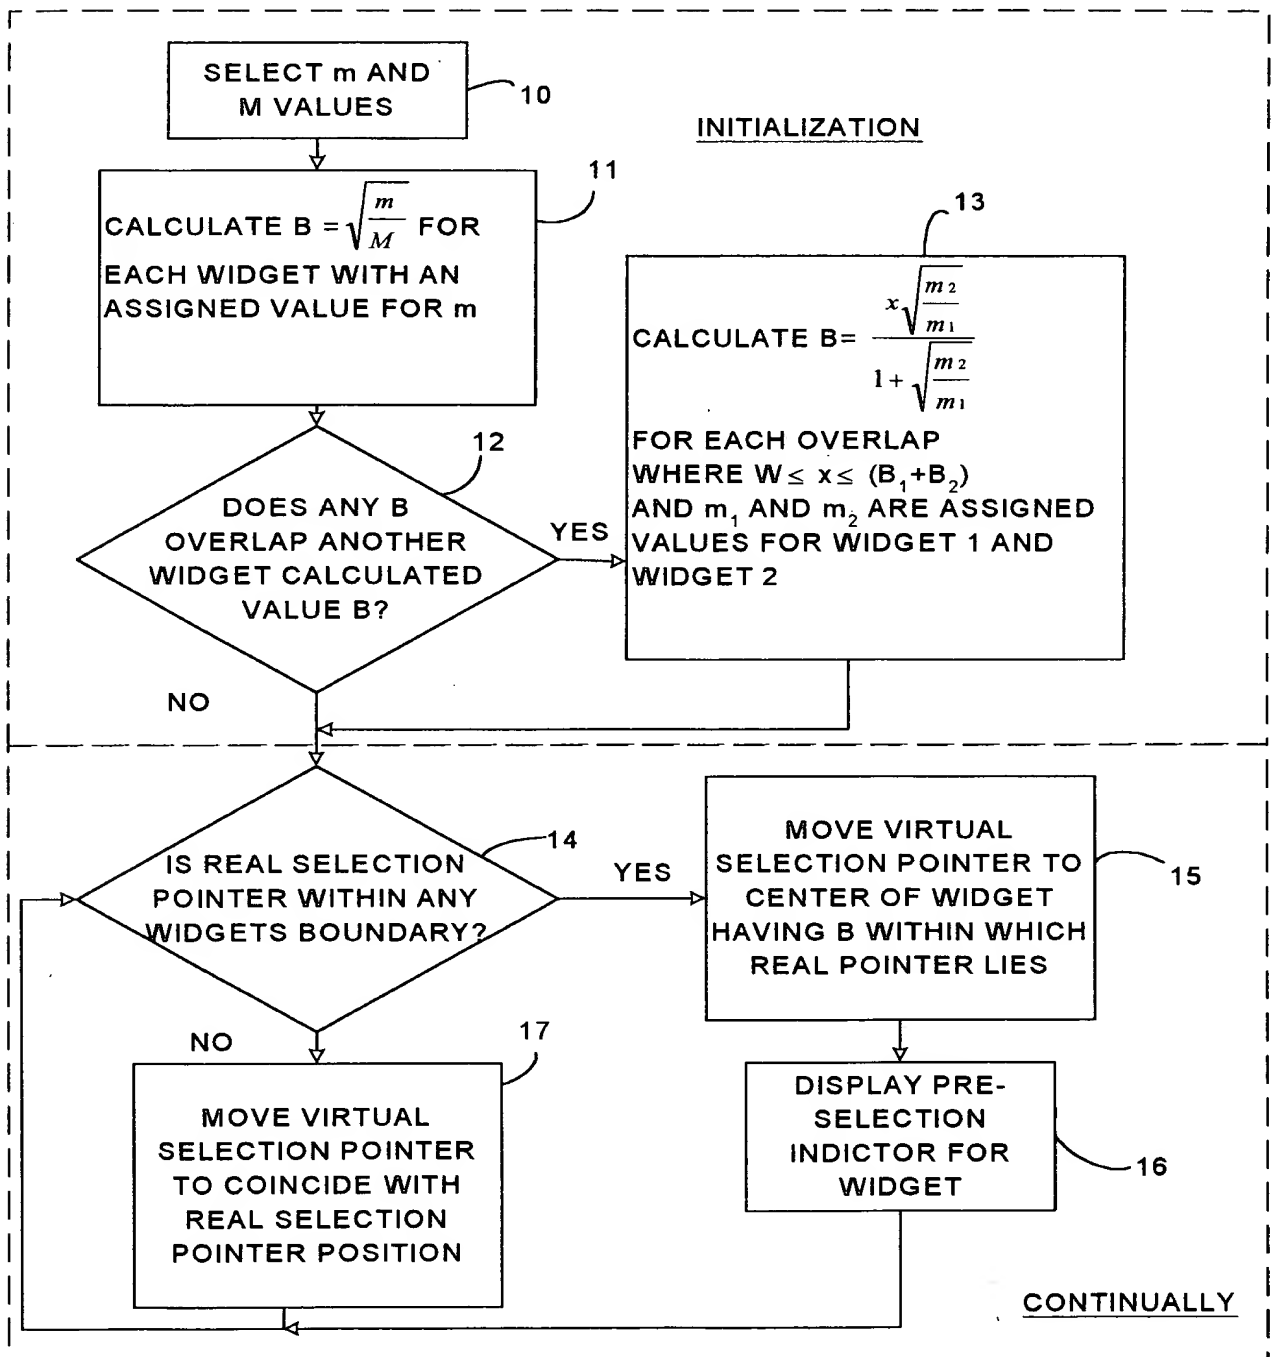 SELECT m AND
M VALUES
10
INITIALIZATION
11
CALCULATE B = √(m/M) FOR
EACH WIDGET WITH AN
ASSIGNED VALUE FOR m
13
CALCULATE B= x√(m₂/m₁) / (1 + √(m₂/m₁))
FOR EACH OVERLAP
WHERE W ≤ x ≤ (B₁+B₂)
AND m₁ AND m₂ ARE ASSIGNED
VALUES FOR WIDGET 1 AND
WIDGET 2
12
DOES ANY B
OVERLAP ANOTHER
WIDGET CALCULATED
VALUE B?
YES
NO
14
IS REAL SELECTION
POINTER WITHIN ANY
WIDGETS BOUNDARY?
YES
15
MOVE VIRTUAL
SELECTION POINTER TO
CENTER OF WIDGET
HAVING B WITHIN WHICH
REAL POINTER LIES
NO
17
MOVE VIRTUAL
SELECTION POINTER
TO COINCIDE WITH
REAL SELECTION
POINTER POSITION
DISPLAY PRE-
SELECTION
INDICTOR FOR
WIDGET
16
CONTINUALLY